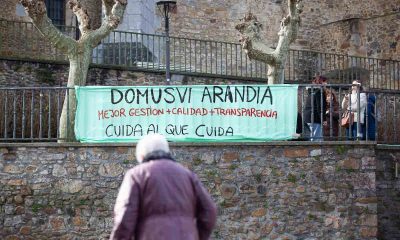 DOMUSVI ARANDIA
MEJOR GESTION+CALIDAD+TRANSPARENCIA
CUIDA AL QUE CUIDA